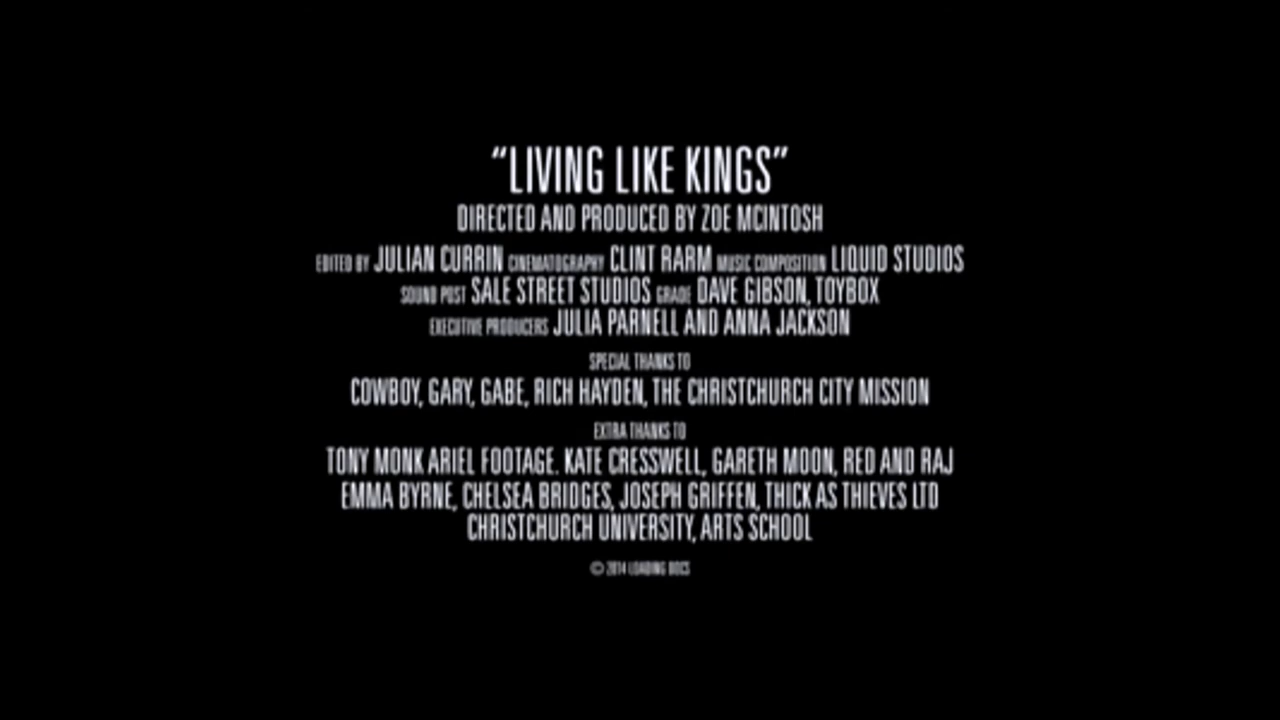 “LIVING LIKE KINGS”
DIRECTED AND PRODUCED BY ZOE MCINTOSH
EDITED BY JULIAN CURRIN CINEMATOGRAPHY CLINT RARM MUSIC COMPOSITION LIQUID STUDIOS
SOUND POST SALE STREET STUDIOS GRADE DAVE GIBSON, TOYBOX
EXECUTIVE PRODUCERS JULIA PARNELL AND ANNA JACKSON
SPECIAL THANKS TO
COWBOY, GARY, GABE, RICH HAYDEN, THE CHRISTCHURCH CITY MISSION
EXTRA THANKS TO
TONY MONK ARIEL FOOTAGE. KATE CRESSWELL, GARETH MOON, RED AND RAJ
EMMA BYRNE, CHELSEA BRIDGES, JOSEPH GRIFFEN, THICK AS THIEVES LTD
CHRISTCHURCH UNIVERSITY, ARTS SCHOOL
© 2014 LOADING DOCS